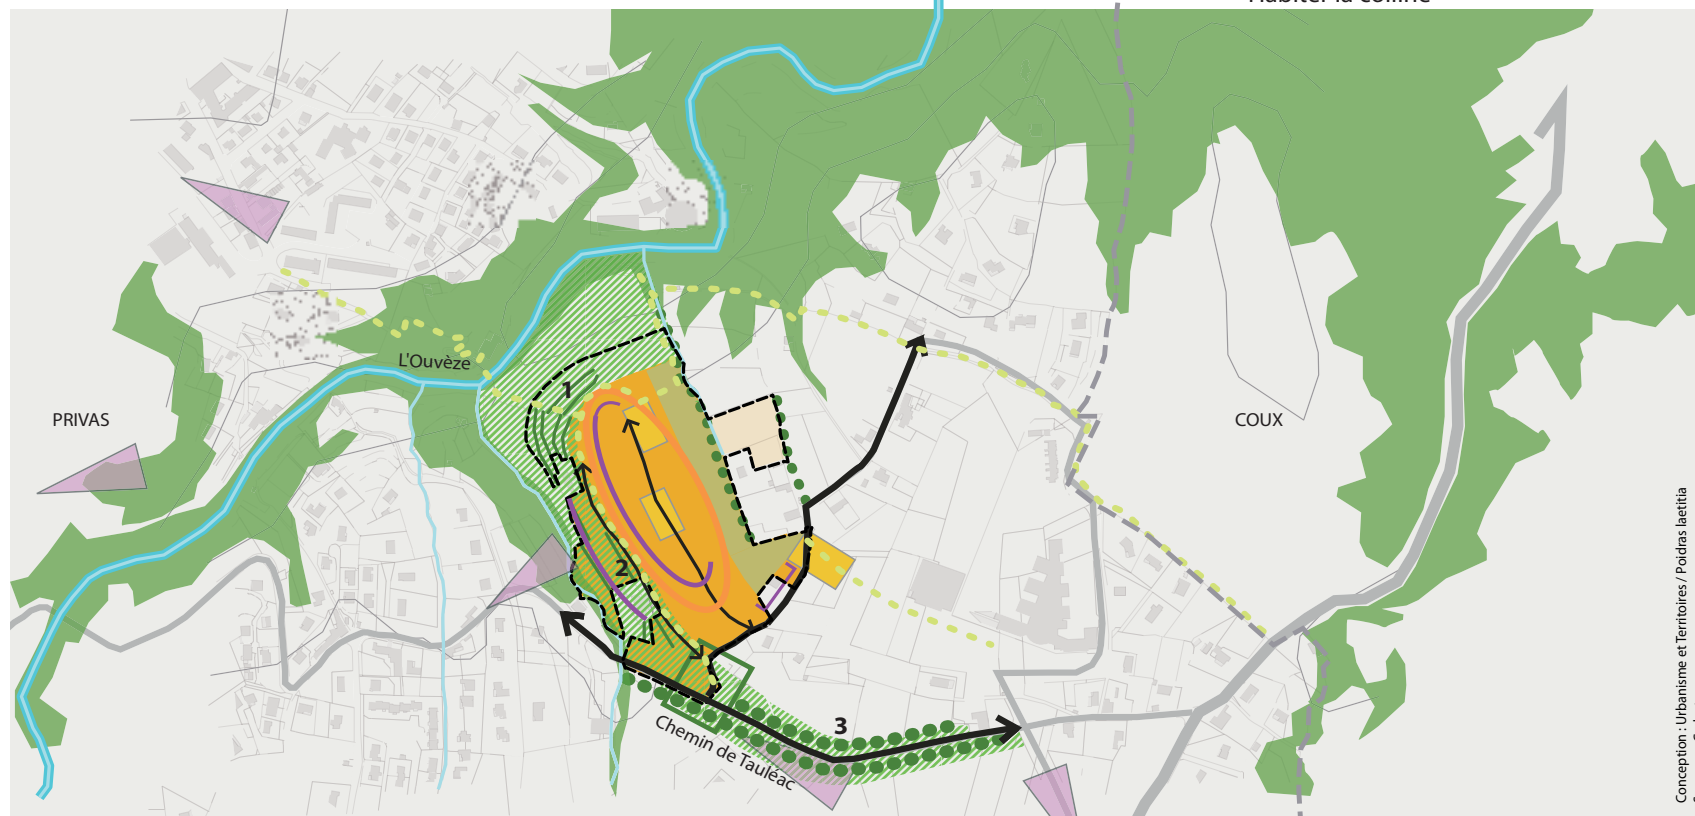 Habiter la colline
L'Ouvèze
1
PRIVAS
COUX
2
3
Chemin de Tauléac
Conception : Urbanisme et Territoires / Poidras laetitia